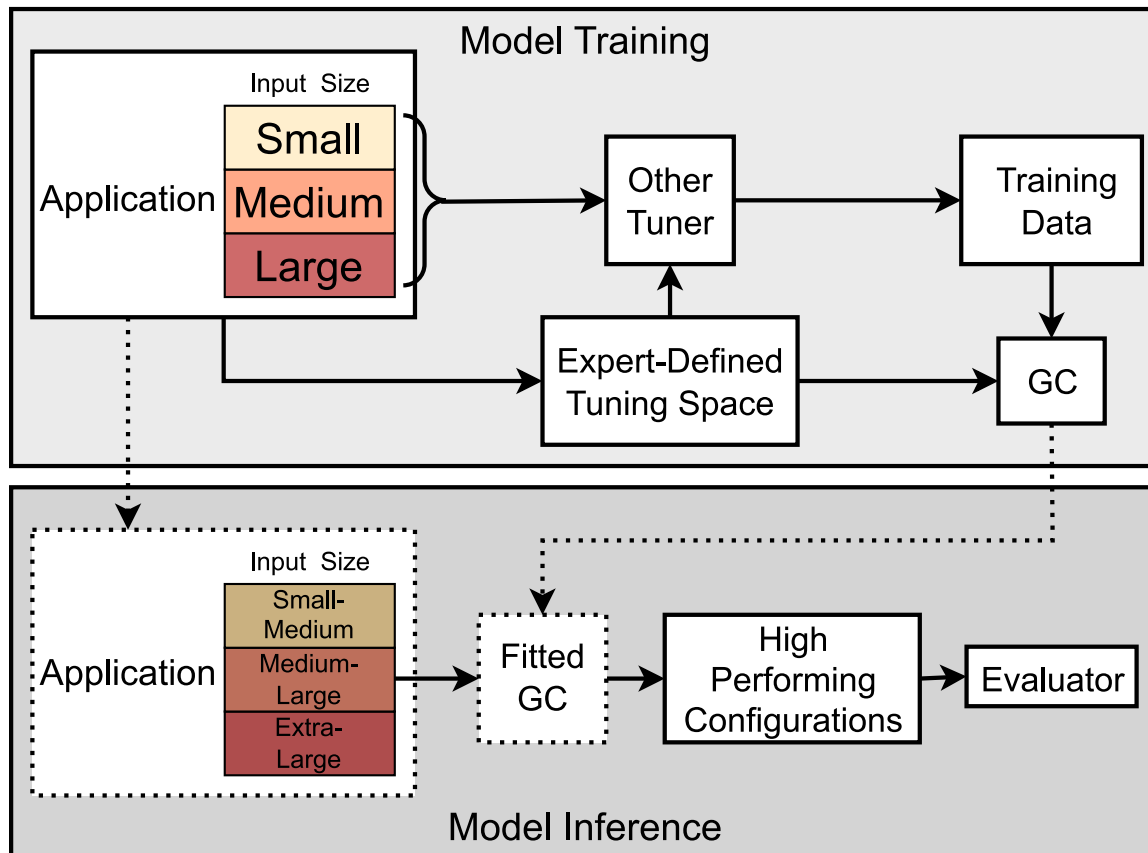 Model Training
Input Size
Small
Medium
Large
Application
Other
Tuner
Training
Data
Expert-Defined
Tuning Space
GC
Input Size
Small-
Medium
Medium-
Large
Extra-
Large
Application
Fitted
GC
High
Performing
Configurations
Evaluator
Model Inference